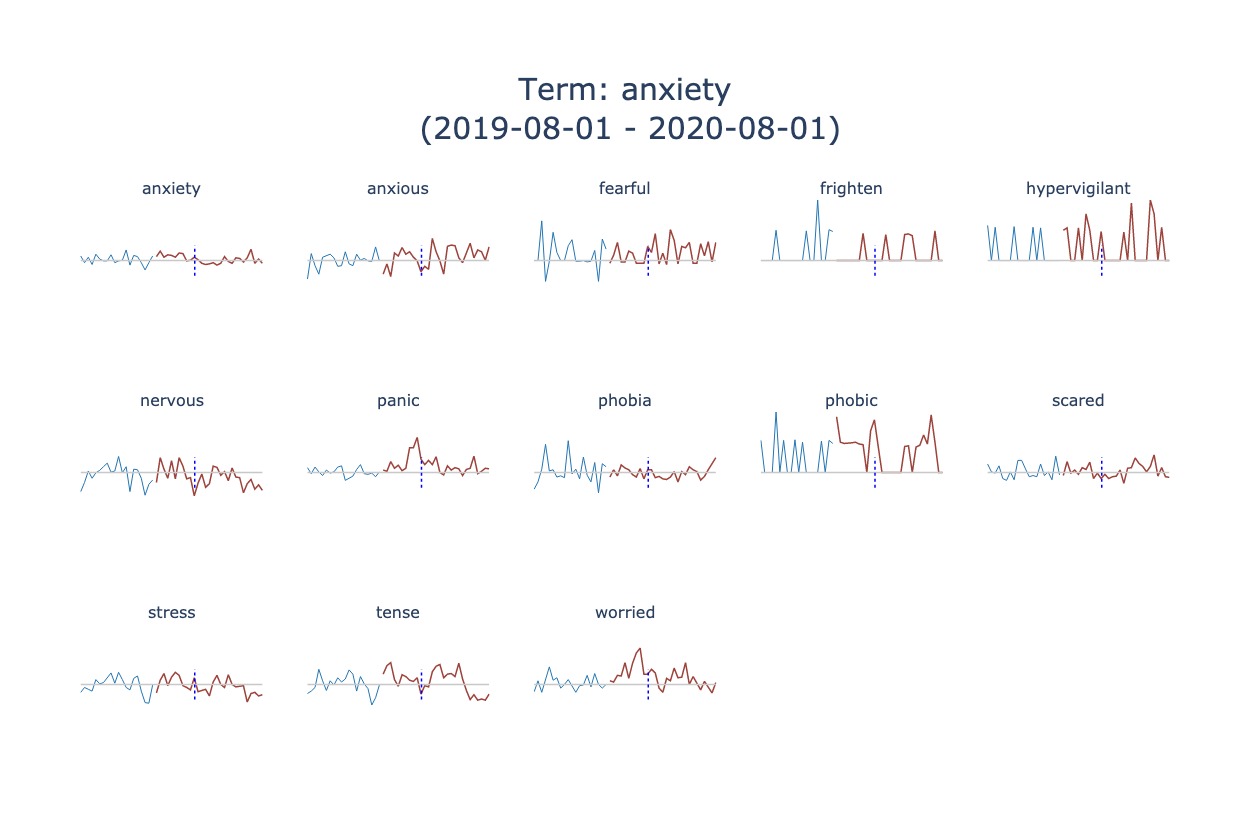 Term: anxiety
(2019-08-01 - 2020-08-01)
anxiety
anxious
fearful
frighten
hypervigilant
nervous
panic
phobia
phobic
scared
stress
tense
worried